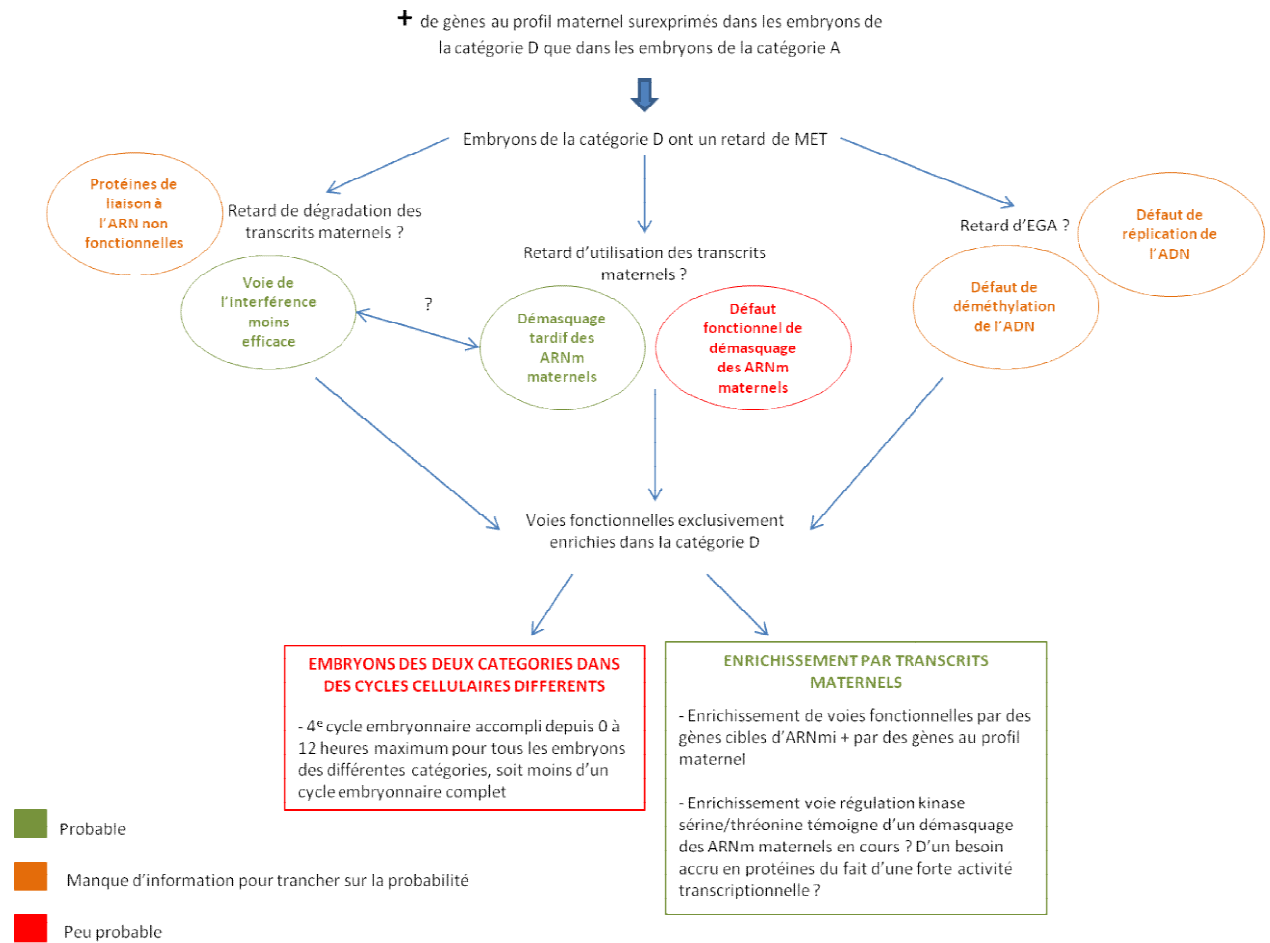 + de gènes au profil maternel surexprimés dans les embryons de
la catégorie D que dans les embryons de la catégorie A
Embryons de la catégorie D ont un retard de MET
Protéines de
liaison à
l'ARN non
fonctionnelles
Retard de dégradation des
transcrits maternels ?
Voie de
l'interférence
moins
efficace
?
Retard d'utilisation des transcrits
maternels ?
Démasquage
tardif des
ARNm
maternels
Défaut
fonctionnel de
démasquage
des ARNm
maternels
Retard d'EGA ?
Défaut de
réplication de
l'ADN
Défaut de
déméthylation
de l'ADN
Voies fonctionnelles exclusivement
enrichies dans la catégorie D
EMBRYONS DES DEUX CATEGORIES DANS
DES CYCLES CELLULAIRES DIFFERENTS
- 4e cycle embryonnaire accompli depuis 0 à
12 heures maximum pour tous les embryons
des différentes catégories, soit moins d'un
cycle embryonnaire complet
ENRICHISSEMENT PAR TRANSCRITS
MATERNELS
- Enrichissement de voies fonctionnelles par des
gènes cibles d'ARNmi + par des gènes au profil
maternel
- Enrichissement voie régulation kinase
sérine/thréonine témoigne d'un démasquage
des ARNm maternels en cours ? D'un besoin
accru en protéines du fait d'une forte activité
transcriptionnelle ?
Probable
Manque d'information pour trancher sur la probabilité
Peu probable